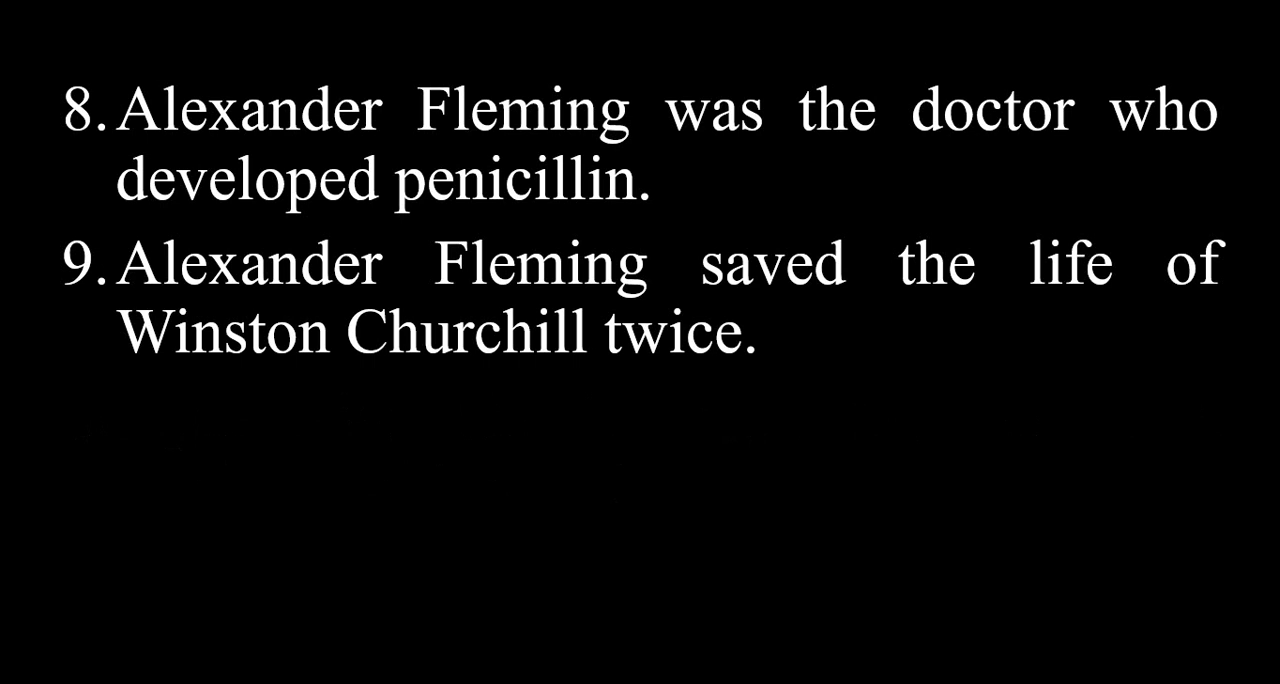 8. Alexander Fleming was the doctor who
developed penicillin.
9. Alexander Fleming saved the life of
Winston Churchill twice.